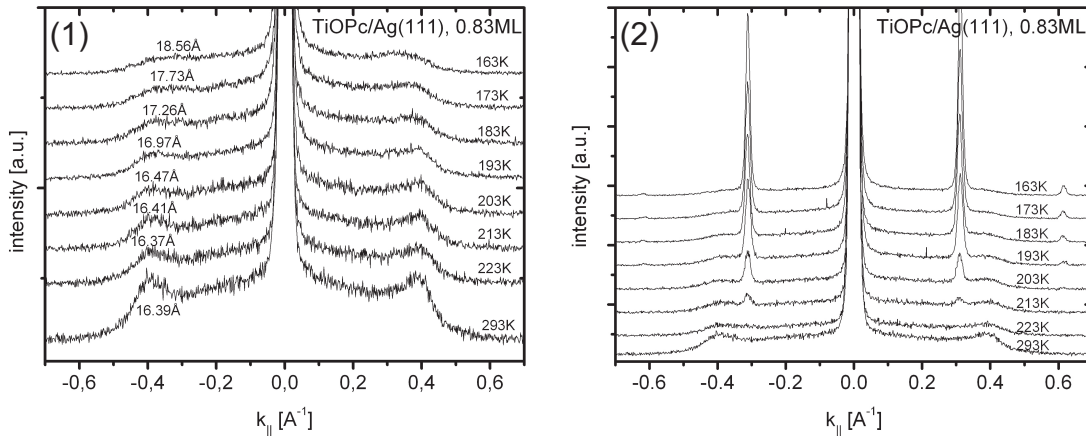 (1)
TiOPc/Ag(111), 0.83ML
18.56Å
163K
17.73Å
173K
17.26Å
183K
16.97Å
193K
16.47Å
203K
16.41Å
213K
16.37Å
223K
16.39Å
293K
intensity [a.u.]
-0,6 -0,4 -0,2 0,0 0,2 0,4 0,6
k|| [A-1]
(2)
TiOPc/Ag(111), 0.83ML
163K
173K
183K
193K
203K
213K
223K
293K
intensity [a.u.]
-0.6 -0.4 -0.2 0.0 0.2 0.4 0.6
k|| [A-1]